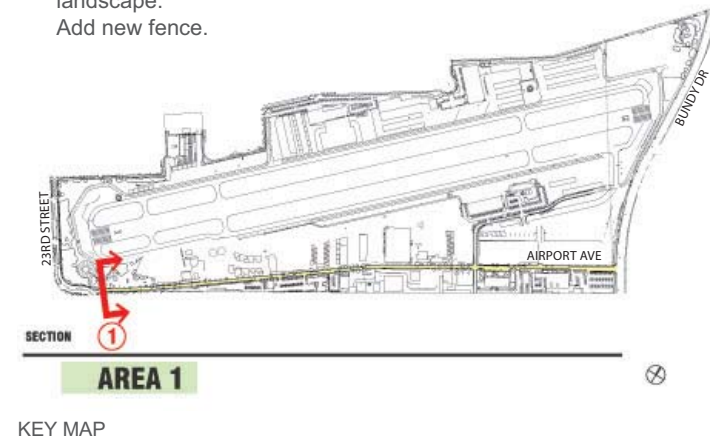 landscape.
Add new fence.
BUNDY DR
23RD STREET
AIRPORT AVE
SECTION
1
AREA 1
KEY MAP